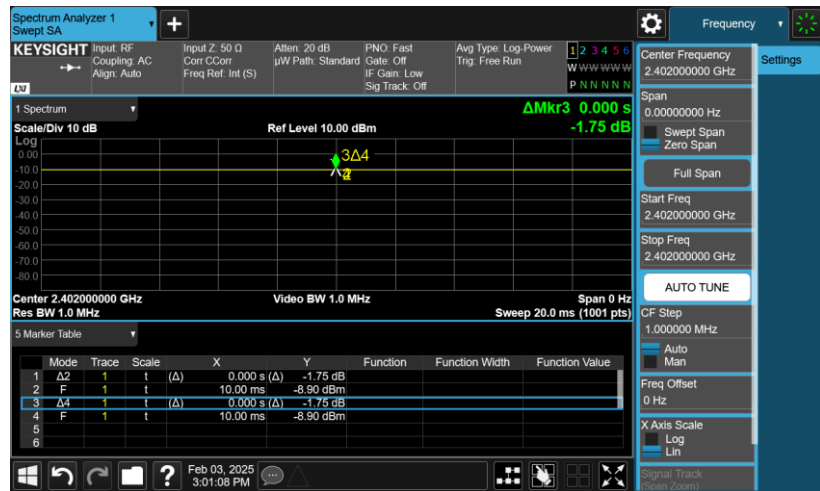 Spectrum Analyzer 1
Swept SA
Frequency
KEYSIGHT
Input: RF
Coupling: AC
Align: Auto
Input Z: 50 Ω
Corr CCorr
Freq Ref: Int (S)
Atten: 20 dB
µW Path: Standard
PNO: Fast
Gate: Off
IF Gain: Low
Sig Track: Off
Avg Type: Log-Power
Trig: Free Run
1 2 3 4 5 6
W W W W W W
P N N N N N
LXI
1 Spectrum
ΔMkr3 0.000 s
-1.75 dB
Scale/Div 10 dB
Ref Level 10.00 dBm
Log
0.00
-10.0
-20.0
-30.0
-40.0
-50.0
-60.0
-70.0
-80.0
3Δ4
Center 2.402000000 GHz
Video BW 1.0 MHz
Span 0 Hz
Res BW 1.0 MHz
Sweep 20.0 ms (1001 pts)
5 Marker Table
Mode Trace Scale X Y Function Function Width Function Value
1 Δ2 1 t (Δ) 0.000 s (Δ) -1.75 dB
2 F 1 t 10.00 ms -8.90 dBm
3 Δ4 1 t (Δ) 0.000 s (Δ) -1.75 dB
4 F 1 t 10.00 ms -8.90 dBm
5
6
Feb 03, 2025
3:01:08 PM
Center Frequency
2.402000000 GHz
Span
0.00000000 Hz
Swept Span
Zero Span
Full Span
Start Freq
2.402000000 GHz
Stop Freq
2.402000000 GHz
AUTO TUNE
CF Step
1.000000 MHz
Auto
Man
Freq Offset
0 Hz
X Axis Scale
Log
Lin
Signal Track
(Span Zoom)
Settings